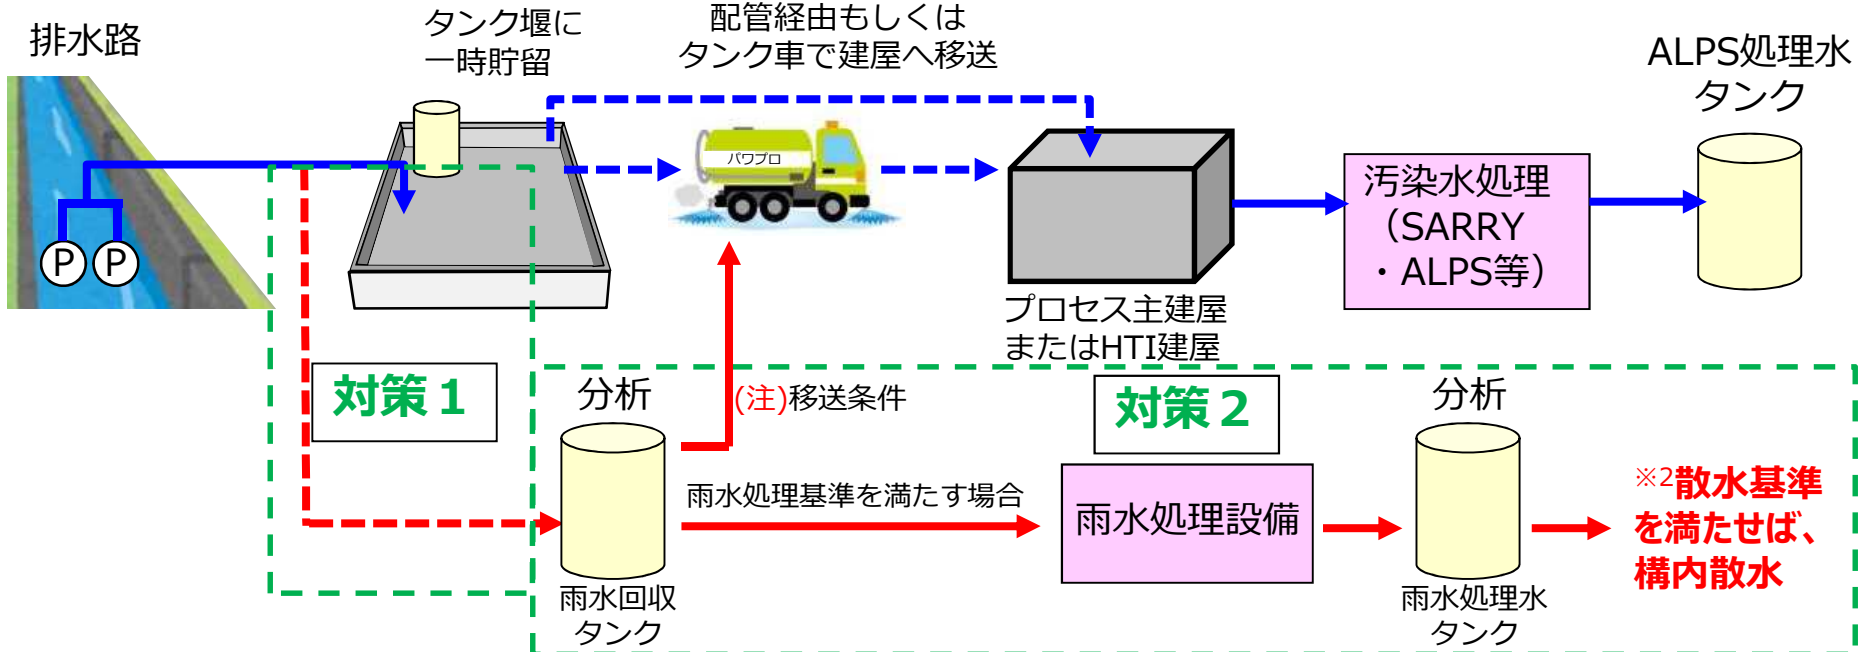 排水路
タンク堰に
一時貯留
配管経由もしくは
タンク車で建屋へ移送
ALPS処理水
タンク
パワプロ
P P
汚染水処理
（SARRY
・ALPS等）
プロセス主建屋
またはHTI建屋
対策１
分析
(注)移送条件
対策２
分析
雨水処理基準を満たす場合
雨水処理設備
※2散水基準
を満たせば、
構内散水
雨水回収
タンク
雨水処理水
タンク